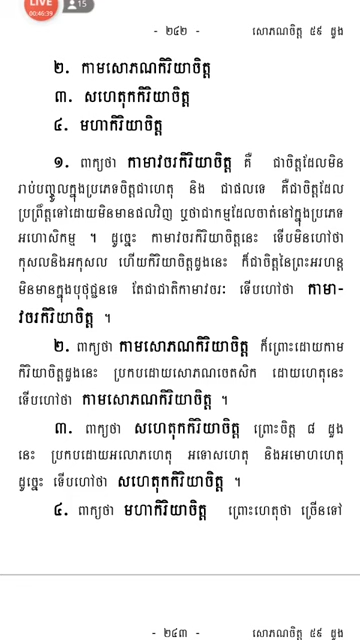 LIVE
00:46:39
15
- ២៤២ - សោភណចិត្ត ៥៩ ដួង
២. កាមសោភណកិរិយាចិត្ត
៣. សហេតុកកិរិយាចិត្ត
៤. មហាកិរិយាចិត្ត
១. ពាក្យថា កាមាវចរកិរិយាចិត្ត គឺ ជាចិត្តដែលមិន
រាប់បញ្ចូលក្នុងប្រភេទចិត្តជាហេតុ និង ជាផលទេ គឺជាចិត្តដែល
ប្រព្រឹត្តទៅដោយមិនមានផលវិញ ឬថាជាកម្មដែលចាត់នៅក្នុងប្រភេទ
អហោសិកម្ម ។ ដូច្នេះ កាមាវចរកិរិយាចិត្តនេះ ទើបមិនហៅថា
កុសលនិងអកុសល ហើយកិរិយាចិត្តដួងនេះ ក៏ជាចិត្តនៃព្រះអរហន្ត
មិនមានក្នុងបុថុជ្ជនទេ តែជាជាតិកាមាវចរៈ ទើបហៅថា កាមា-
វចរកិរិយាចិត្ត ។
២. ពាក្យថា កាមសោភណកិរិយាចិត្ត ក៏ព្រោះដោយកាម
កិរិយាចិត្តដួងនេះ ប្រកបដោយសោភណចេតសិក ដោយហេតុនេះ
ទើបហៅថា កាមសោភណកិរិយាចិត្ត ។
៣. ពាក្យថា សហេតុកកិរិយាចិត្ត ព្រោះចិត្ត ៨ ដួង
នេះ ប្រកបដោយអលោភហេតុ អទោសហេតុ និងអមោហហេតុ
ដូច្នេះ ទើបហៅថា សហេតុកកិរិយាចិត្ត ។
៤. ពាក្យថា មហាកិរិយាចិត្ត ព្រោះហេតុថា ច្រើនទៅ
- ២៤៣ - សោភណចិត្ត ៥៩ ដួង